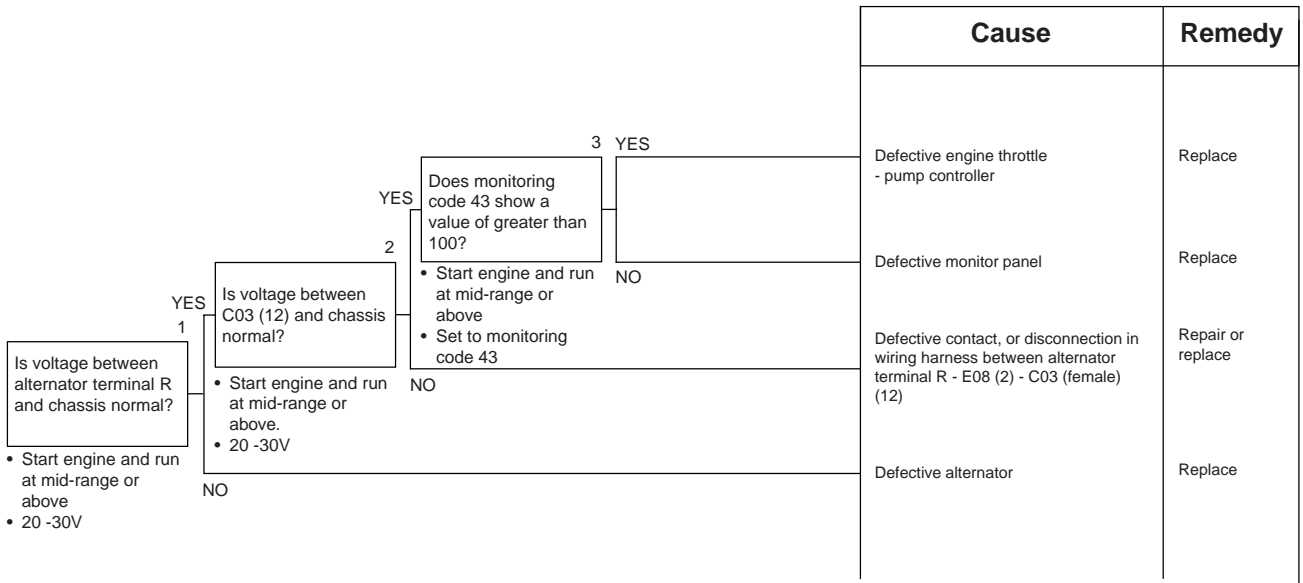 Cause
Remedy
3
YES
Does monitoring
code 43 show a
value of greater than
100?
• Start engine and run
at mid-range or
above
• Set to monitoring
code 43
NO
Defective engine throttle
- pump controller
Replace
Defective monitor panel
Replace
YES
2
Is voltage between
C03 (12) and chassis
normal?
• Start engine and run
at mid-range or
above.
• 20 -30V
NO
Defective contact, or disconnection in
wiring harness between alternator
terminal R - E08 (2) - C03 (female)
(12)
Repair or
replace
YES
1
Is voltage between
alternator terminal R
and chassis normal?
• Start engine and run
at mid-range or
above
• 20 -30V
NO
Defective alternator
Replace